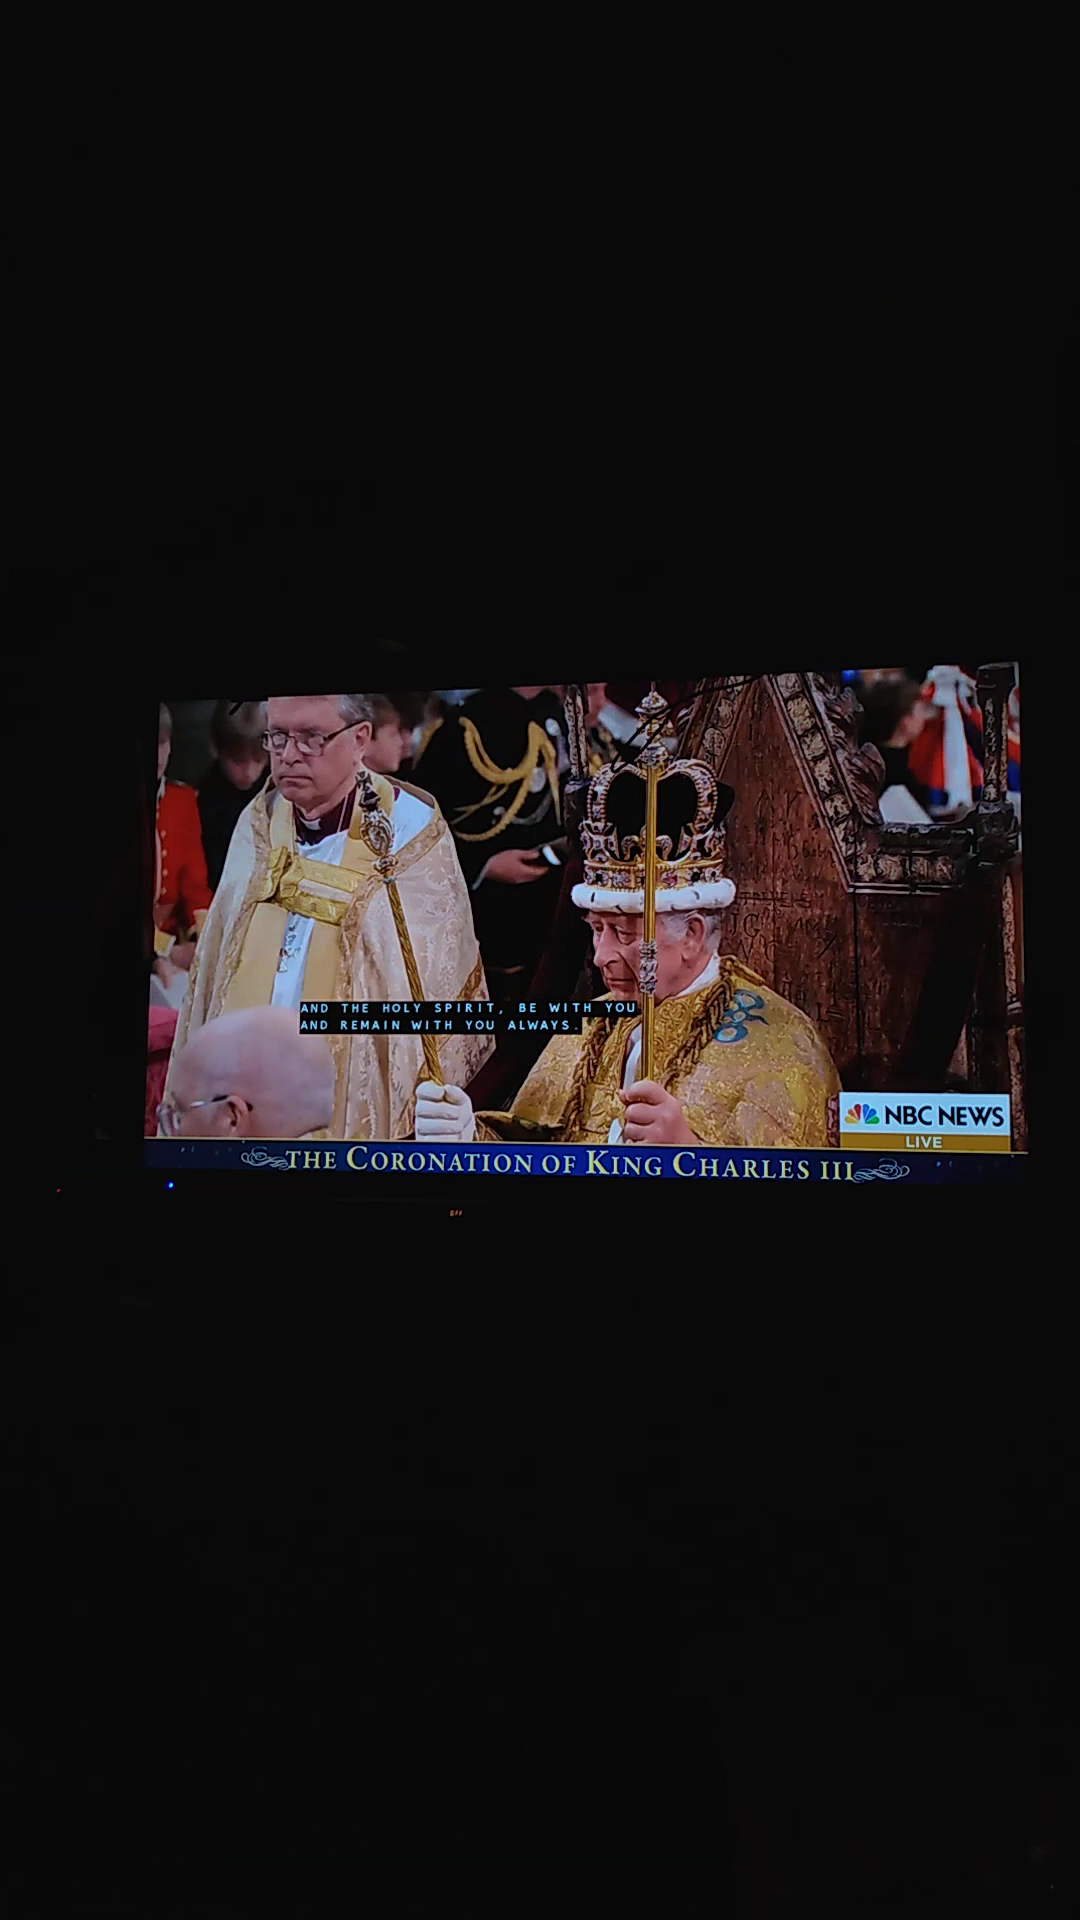 AND THE HOLY SPIRIT, BE WITH YOU
AND REMAIN WITH YOU ALWAYS.
NBC NEWS
LIVE
THE CORONATION OF KING CHARLES III